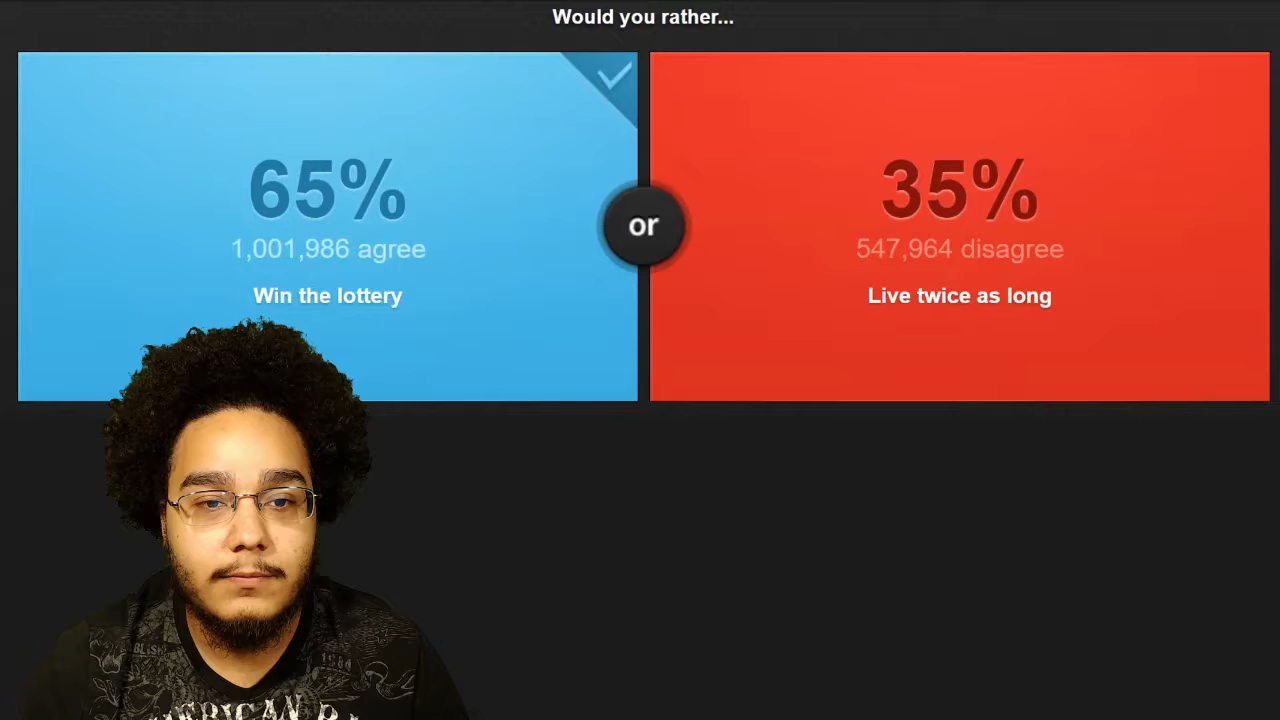 Would you rather...
65%
1,001,986 agree
Win the lottery
or
35%
547,964 disagree
Live twice as long
1984